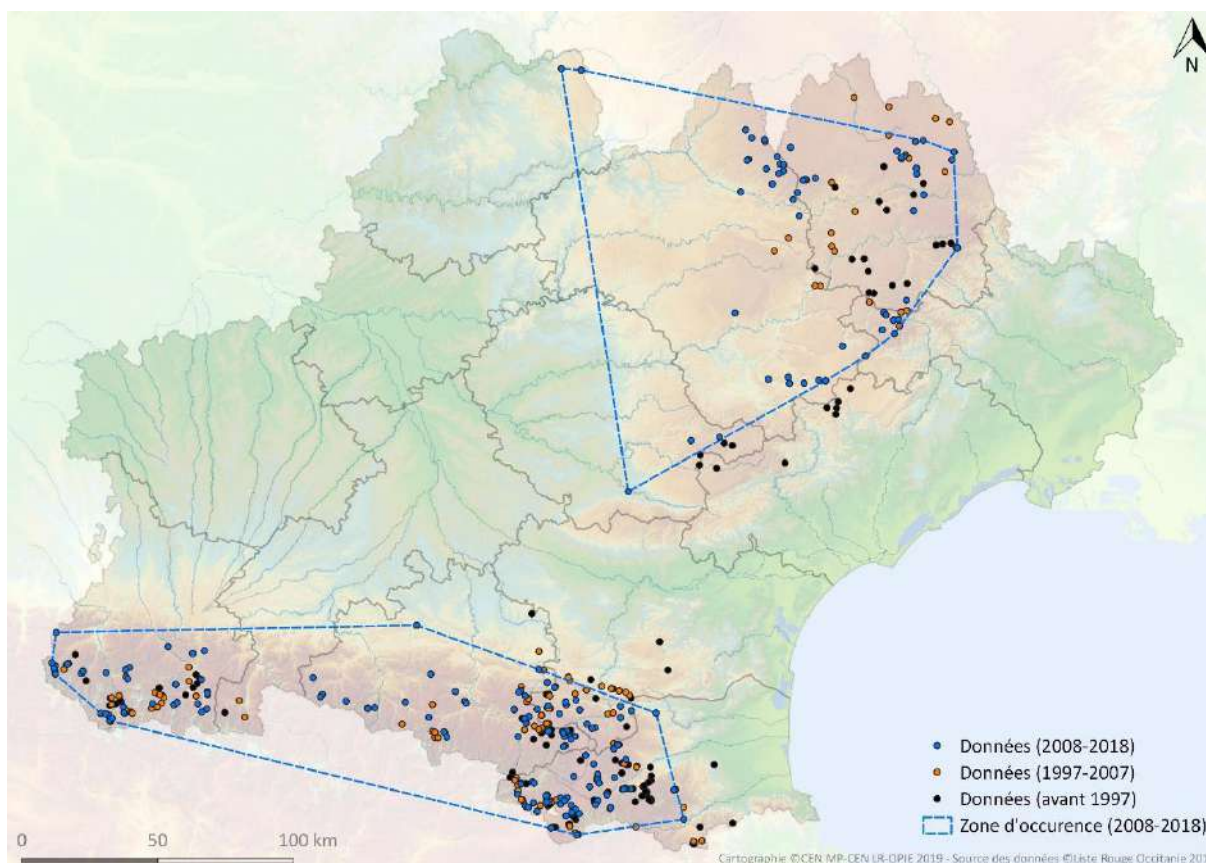 N
Données (2008-2018)
Données (1997-2007)
Données (avant 1997)
Zone d'occurence (2008-2018)
0 50 100 km
Cartographie ©CEN MP-CEN LR-OPIE 2019 - Source des données ©Liste Rouge Occitanie